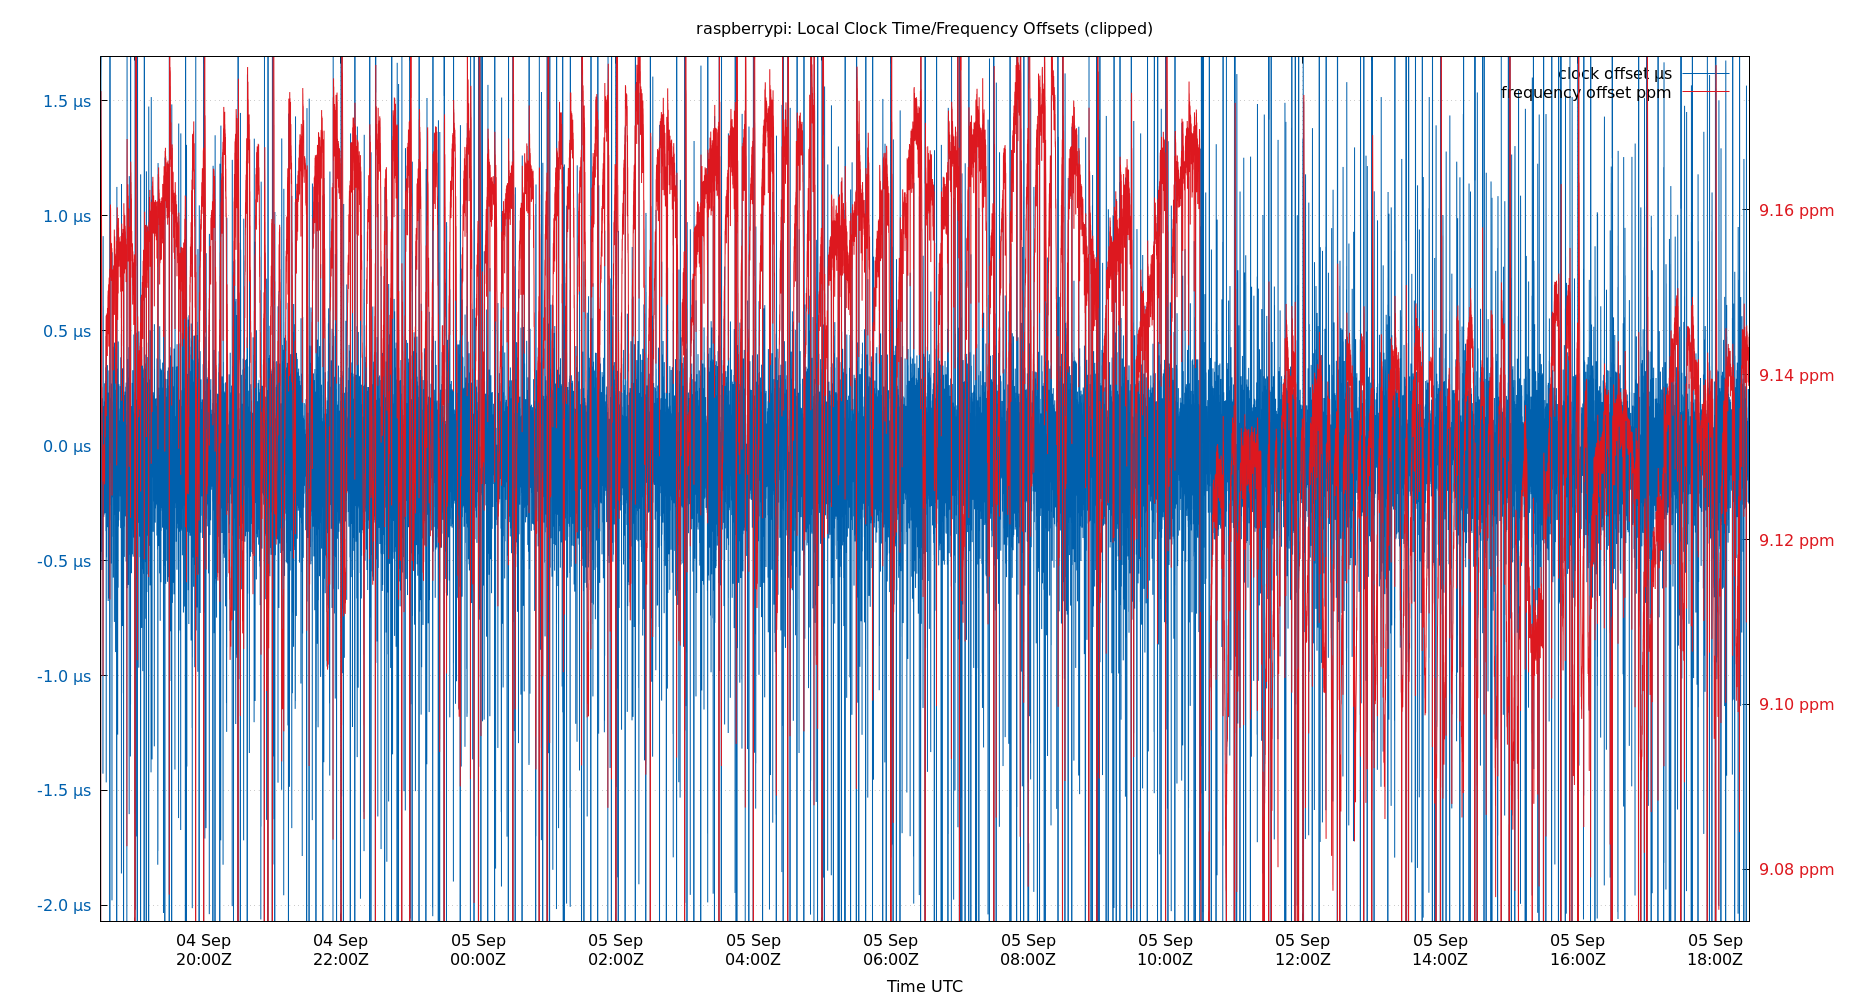 raspberrypi: Local Clock Time/Frequency Offsets (clipped)
clock offset µs
frequency offset ppm
1.5 µs
1.0 µs
0.5 µs
0.0 µs
-0.5 µs
-1.0 µs
-1.5 µs
-2.0 µs
9.16 ppm
9.14 ppm
9.12 ppm
9.10 ppm
9.08 ppm
04 Sep 04 Sep 05 Sep 05 Sep 05 Sep 05 Sep 05 Sep 05 Sep 05 Sep 05 Sep 05 Sep 05 Sep
20:00Z 22:00Z 00:00Z 02:00Z 04:00Z 06:00Z 08:00Z 10:00Z 12:00Z 14:00Z 16:00Z 18:00Z
Time UTC